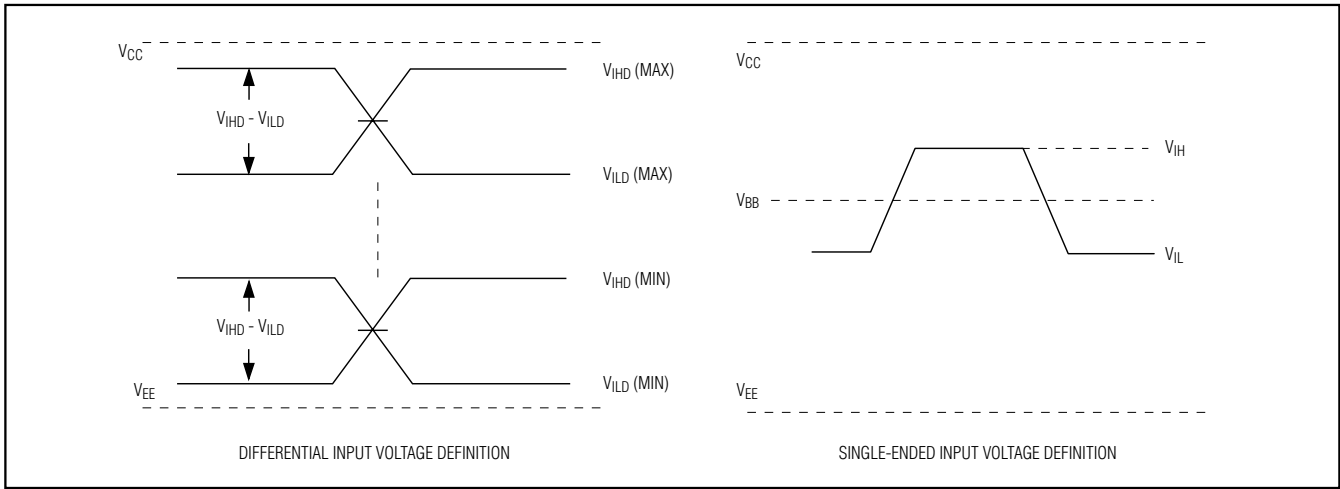 VCC
VIHD (MAX)
VIHD - VILD
VILD (MAX)
VIHD (MIN)
VIHD - VILD
VILD (MIN)
VEE
DIFFERENTIAL INPUT VOLTAGE DEFINITION
VCC
VIH
VBB
VIL
VEE
SINGLE-ENDED INPUT VOLTAGE DEFINITION